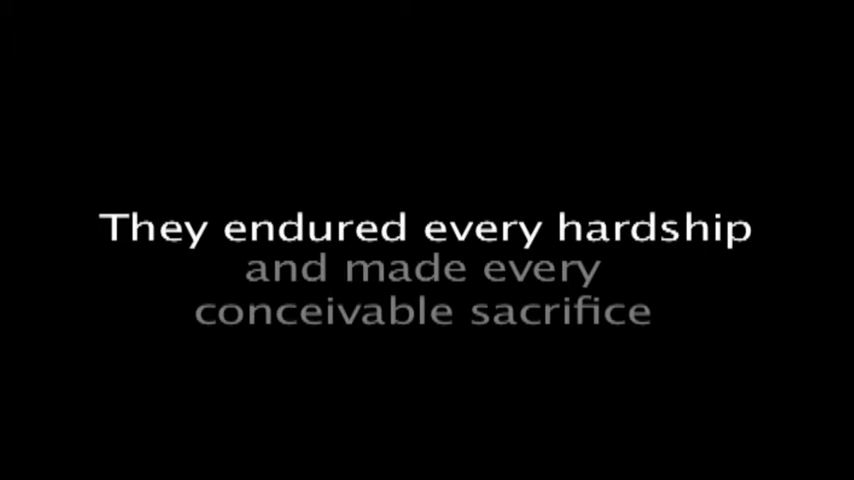 They endured every hardship
and made every
conceivable sacrifice